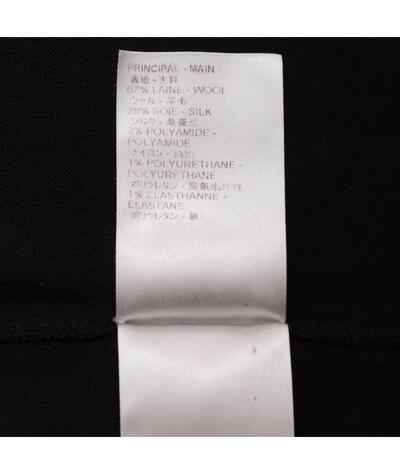 PRINCIPAL - MAIN
表地 - 主料
67% LAINE - WOOL
ウール - 羊毛
28% SOIE - SILK
シルク - 桑蚕丝
3% POLYAMIDE -
POLYAMIDE
ナイロン - 锦纶
1% POLYURETHANE -
POLYURETHANE
ポリウレタン - 聚氨酯纤维
1% ELASTHANNE -
ELASTANE
ポリウレタン -